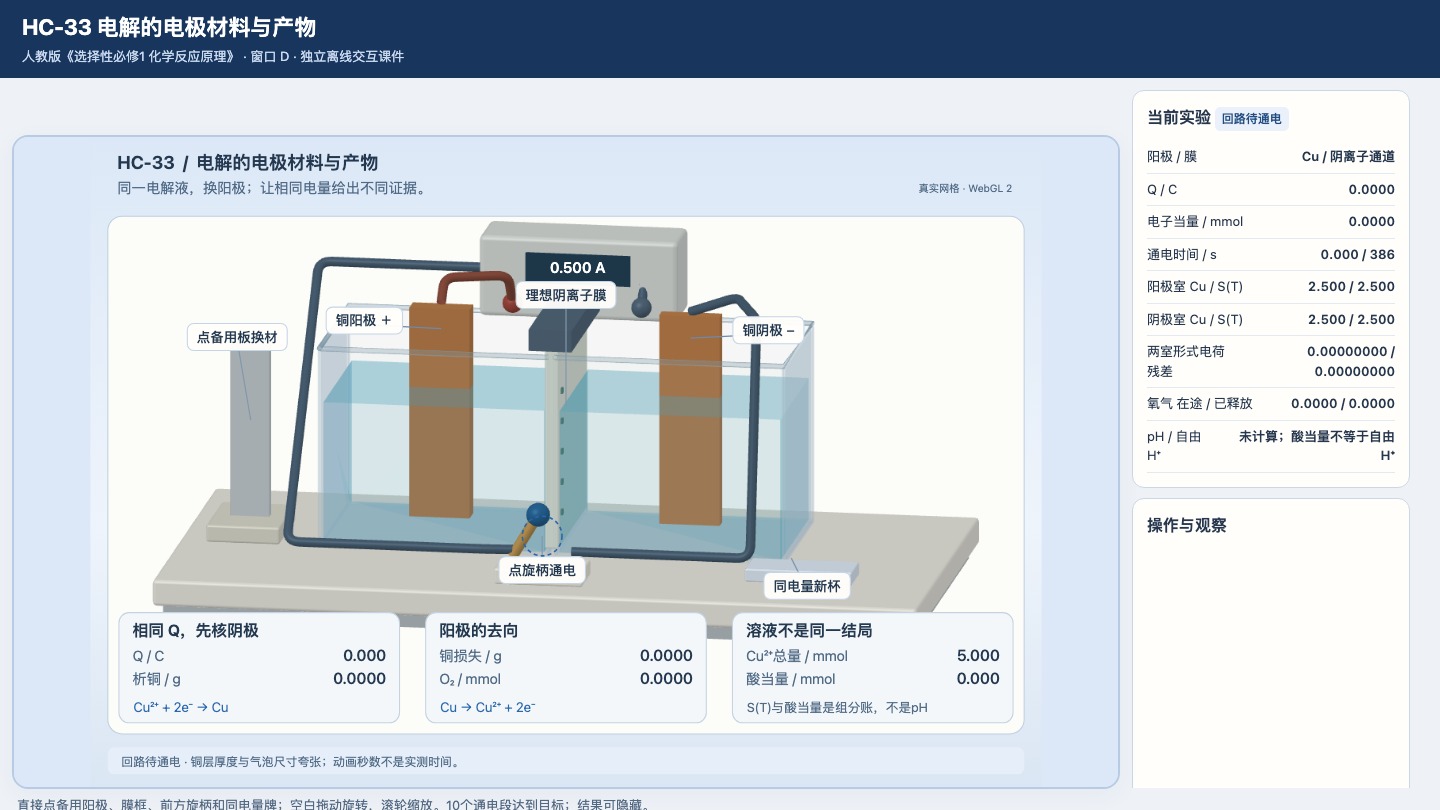 HC-33 电解的电极材料与产物
人教版《选择性必修1 化学反应原理》 · 窗口 D · 独立离线交互课件
HC-33 / 电解的电极材料与产物
同一电解液，换阳极；让相同电量给出不同证据。
真实网格 · WebGL 2
0.500 A
理想阴离子膜
铜阳极 ＋
铜阴极 −
点备用板换材
点旋柄通电
同电量新杯
相同 Q，先核阴极
Q / C 0.000
析铜 / g 0.0000
Cu²⁺ + 2e⁻ → Cu
阳极的去向
铜损失 / g 0.0000
O₂ / mmol 0.0000
Cu → Cu²⁺ + 2e⁻
溶液不是同一结局
Cu²⁺总量 / mmol 5.000
酸当量 / mmol 0.000
S(T)与酸当量是组分账，不是pH
回路待通电 · 铜层厚度与气泡尺寸夸张；动画秒数不是实测时间。
直接点备用阳极、膜框、前方旋柄和同电量牌；空白拖动旋转，滚轮缩放。10个通电段达到目标；结果可隐藏。
当前实验 回路待通电
阳极 / 膜 Cu / 阴离子通道
Q / C 0.0000
电子当量 / mmol 0.0000
通电时间 / s 0.000 / 386
阳极室 Cu / S(T) 2.500 / 2.500
阴极室 Cu / S(T) 2.500 / 2.500
两室形式电荷 0.00000000 /
残差 0.00000000
氧气 在途 / 已释放 0.0000 / 0.0000
pH / 自由 未计算；酸当量不等于自由
H⁺ H⁺
操作与观察